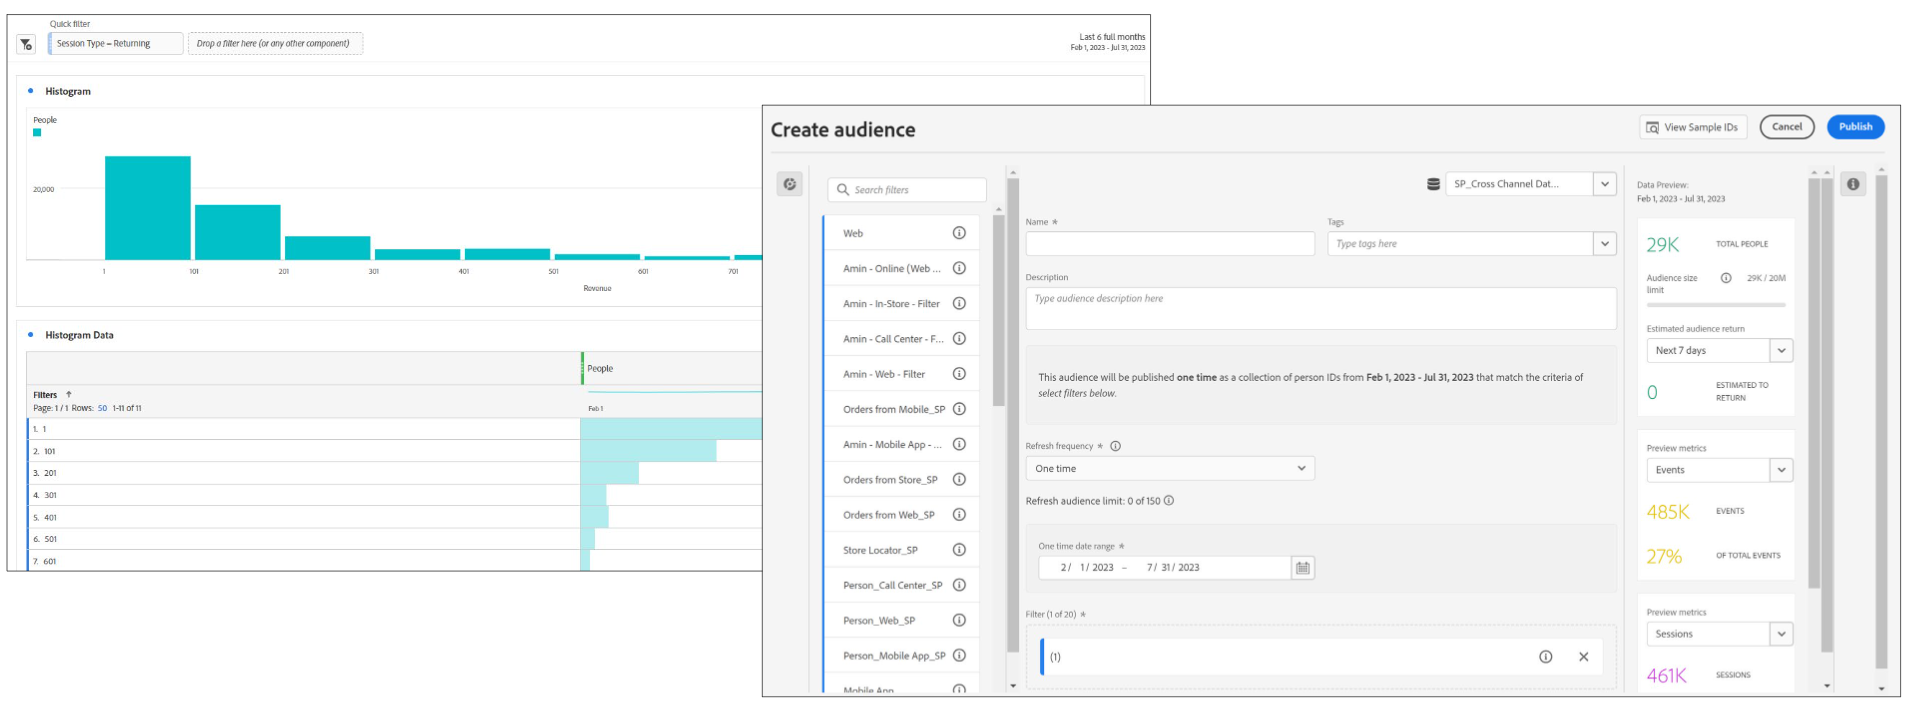 Quick filter
Session Type – Returning
Drop a filter here (or any other component)
Last 6 full months
Feb 1, 2023 - Jul 31, 2023
Histogram
People
20,000
1 101 201 301 401 501 601 701
Revenue
Histogram Data
People
Filters ↑
Page: 1 / 1 Rows: 50 1-11 of 11
Feb 1
1. 1
2. 101
3. 201
4. 301
5. 401
6. 501
7. 601
Create audience
View Sample IDs
Cancel
Publish
Search filters
Web
Amin - Online (Web ...
Amin - In-Store - Filter
Amin - Call Center - F...
Amin - Web - Filter
Orders from Mobile_SP
Amin - Mobile App - ...
Orders from Store_SP
Orders from Web_SP
Store Locator_SP
Person_Call Center_SP
Person_Web_SP
Person_Mobile App_SP
Mobile App
SP_Cross Channel Dat...
Name *
Tags
Type tags here
Description
Type audience description here
This audience will be published one time as a collection of person IDs from Feb 1, 2023 - Jul 31, 2023 that match the criteria of
select filters below.
Refresh frequency *
One time
Refresh audience limit: 0 of 150
One time date range *
2/ 1/ 2023 – 7/ 31/ 2023
Filter (1 of 20) *
(1)
Data Preview:
Feb 1, 2023 - Jul 31, 2023
29K TOTAL PEOPLE
Audience size
limit
29K / 20M
Estimated audience return
Next 7 days
0
ESTIMATED TO
RETURN
Preview metrics
Events
485K EVENTS
27% OF TOTAL EVENTS
Preview metrics
Sessions
461K SESSIONS